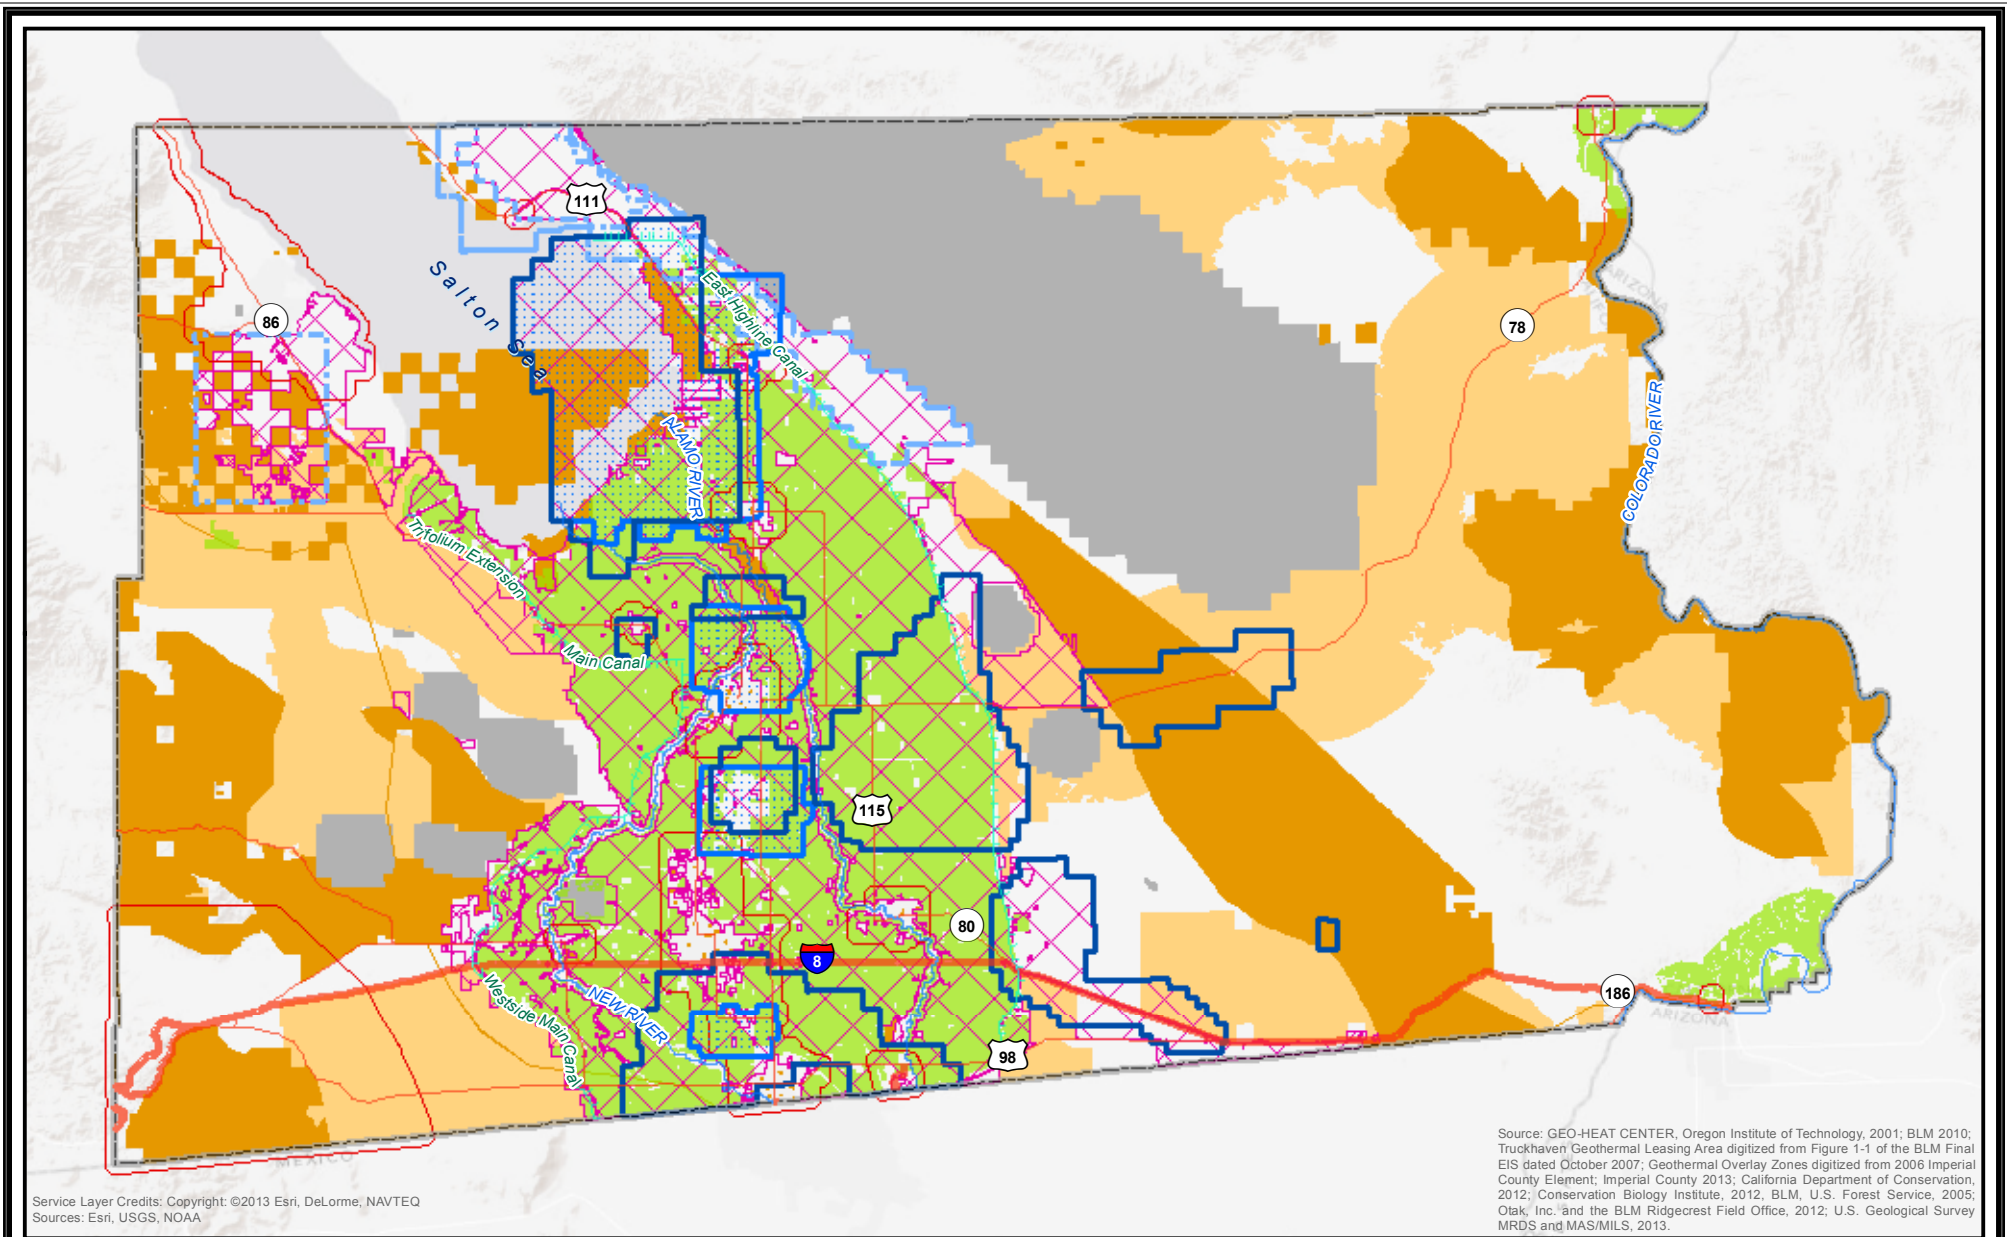 111
Salton Sea
East Highline Canal
86
78
ARIZONA
ALAMO RIVER
COLORADO RIVER
Trifolium Extension
Main Canal
115
80
8
Westside Main Canal
NEW RIVER
98
186
ARIZONA
MEXICO
Source: GEO-HEAT CENTER, Oregon Institute of Technology, 2001; BLM 2010;
Truckhaven Geothermal Leasing Area digitized from Figure 1-1 of the BLM Final
EIS dated October 2007; Geothermal Overlay Zones digitized from 2006 Imperial
County Element; Imperial County 2013; California Department of Conservation,
2012; Conservation Biology Institute, 2012, BLM, U.S. Forest Service, 2005;
Otak, Inc. and the BLM Ridgecrest Field Office, 2012; U.S. Geological Survey
MRDS and MAS/MILS, 2013.
Service Layer Credits: Copyright: ©2013 Esri, DeLorme, NAVTEQ
Sources: Esri, USGS, NOAA